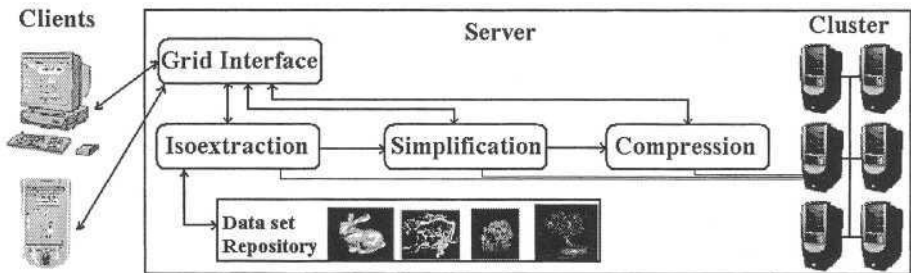 Clients
Server
Cluster
Grid Interface
Isoextraction
Simplification
Compression
Data set
Repository